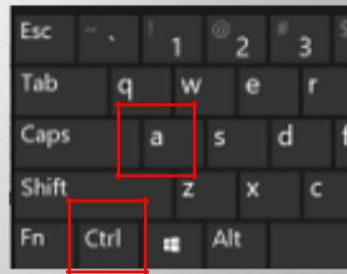 Esc ~ ` ! 1 @ 2 # 3 $
Tab q w e r
Caps a s d f
Shift z x c
Fn Ctrl Alt